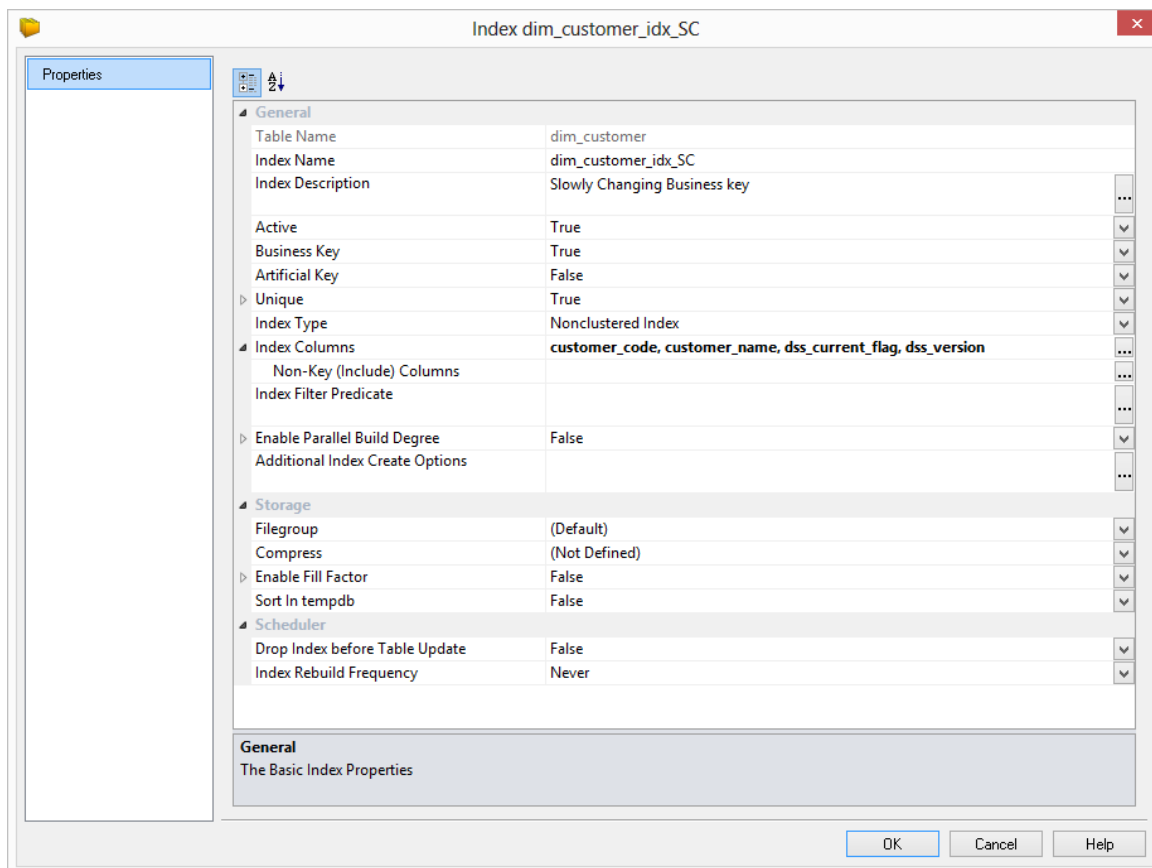 Index dim_customer_idx_SC
Properties
General
Table Name dim_customer
Index Name dim_customer_idx_SC
Index Description Slowly Changing Business key
...
Active True
Business Key True
Artificial Key False
Unique True
Index Type Nonclustered Index
Index Columns customer_code, customer_name, dss_current_flag, dss_version ...
Non-Key (Include) Columns ...
Index Filter Predicate
...
Enable Parallel Build Degree False
Additional Index Create Options
...
Storage
Filegroup (Default)
Compress (Not Defined)
Enable Fill Factor False
Sort In tempdb False
Scheduler
Drop Index before Table Update False
Index Rebuild Frequency Never
General
The Basic Index Properties
OK Cancel Help